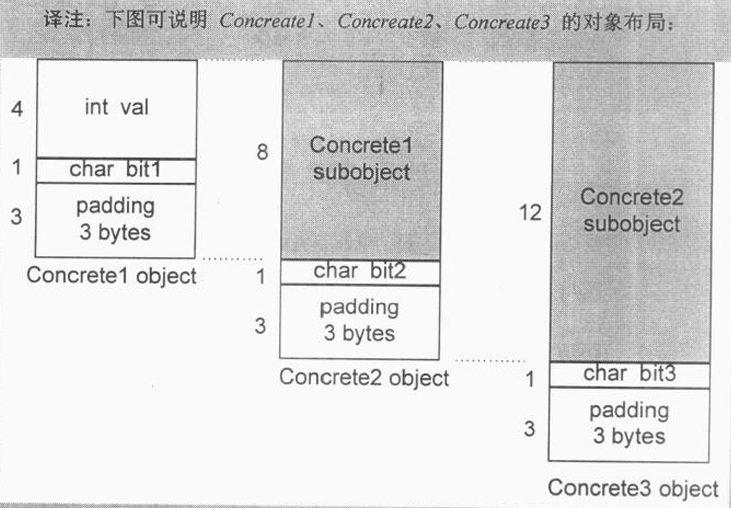 译注：下图可说明 Concreate1、Concreate2、Concreate3 的对象布局：
4
int val
1
char bit1
3
padding
3 bytes
Concrete1 object
8
Concrete1
subobject
1
char bit2
3
padding
3 bytes
Concrete2 object
12
Concrete2
subobject
1
char bit3
3
padding
3 bytes
Concrete3 object